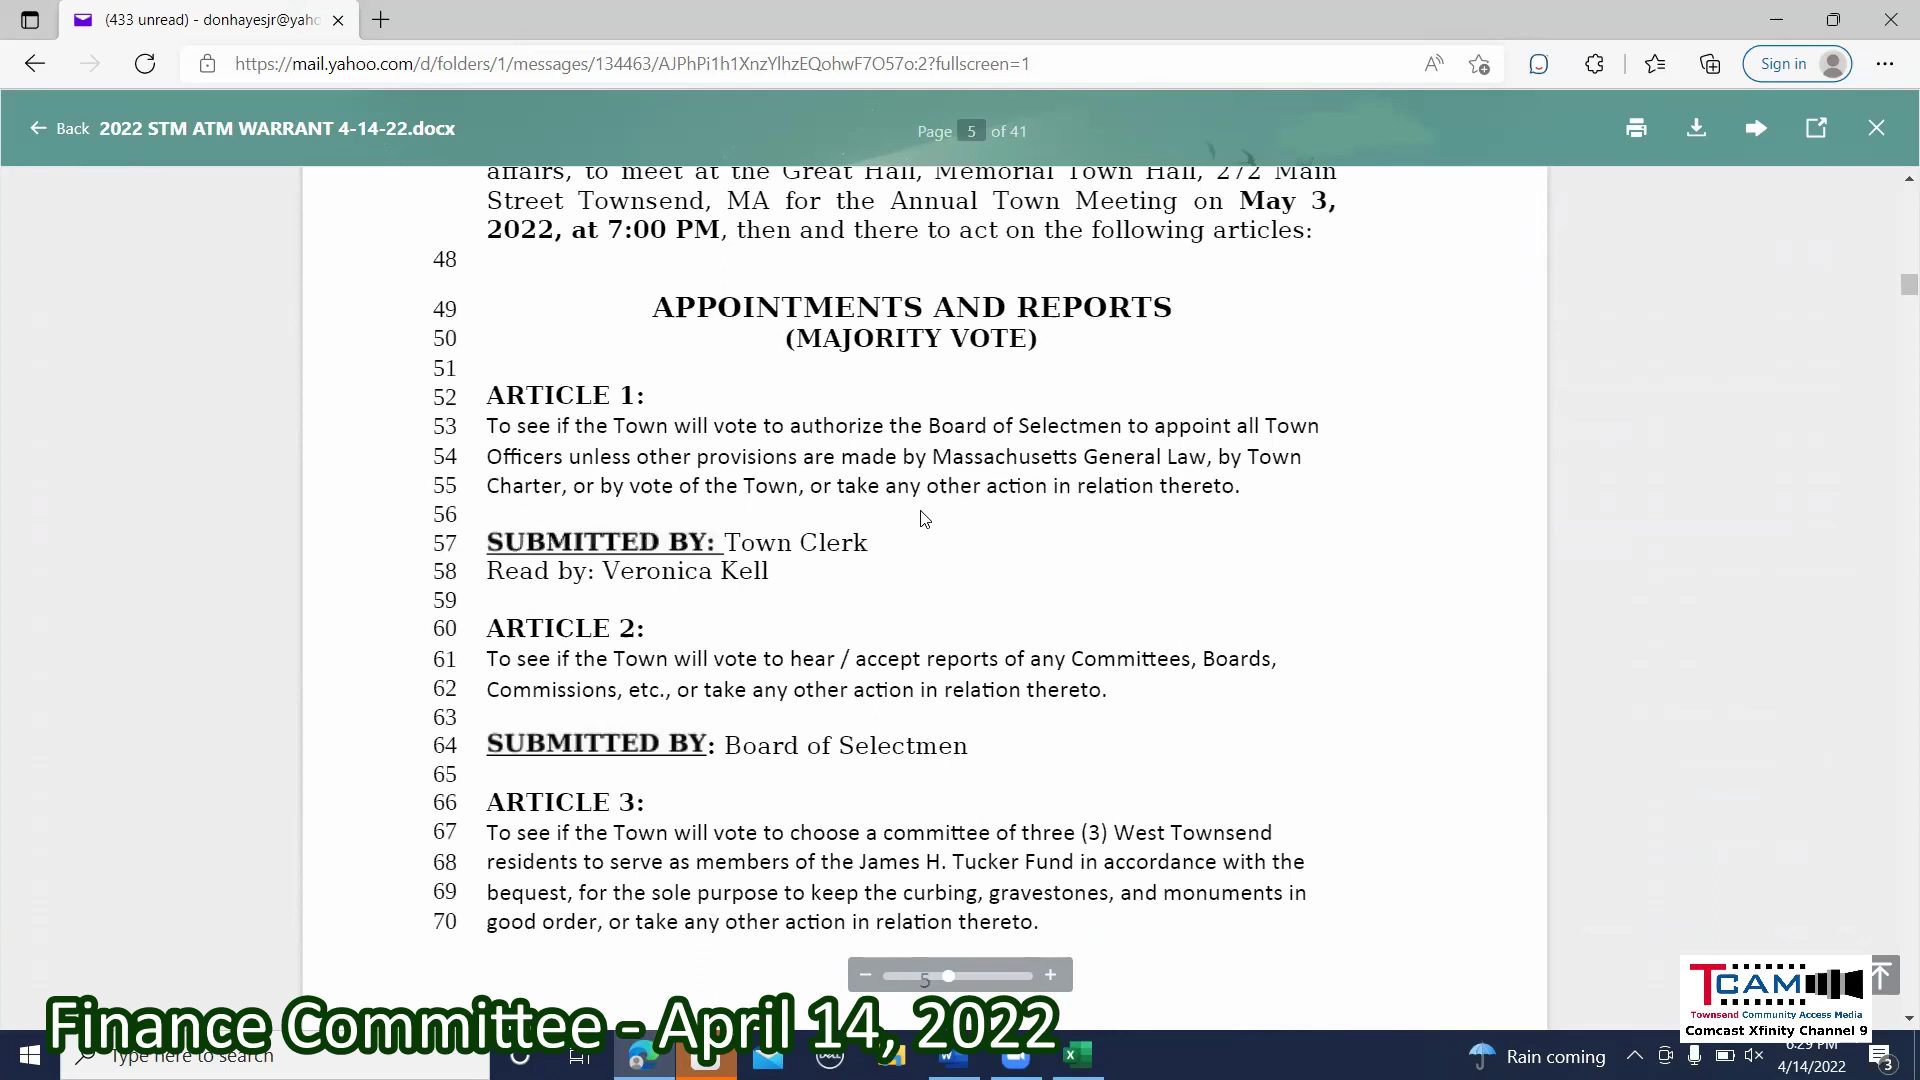 (433 unread) - donhayesjr@yaho
https://mail.yahoo.com/d/folders/1/messages/134463/AJPhPi1h1XnzYlhzEQohwF7O57o:2?fullscreen=1
Sign in
Back 2022 STM ATM WARRANT 4-14-22.docx
Page 5 of 41
affairs, to meet at the Great Hall, Memorial Town Hall, 272 Main
Street Townsend, MA for the Annual Town Meeting on May 3,
2022, at 7:00 PM, then and there to act on the following articles:
48
49 APPOINTMENTS AND REPORTS
50 (MAJORITY VOTE)
51
52 ARTICLE 1:
53 To see if the Town will vote to authorize the Board of Selectmen to appoint all Town
54 Officers unless other provisions are made by Massachusetts General Law, by Town
55 Charter, or by vote of the Town, or take any other action in relation thereto.
56
57 SUBMITTED BY: Town Clerk
58 Read by: Veronica Kell
59
60 ARTICLE 2:
61 To see if the Town will vote to hear / accept reports of any Committees, Boards,
62 Commissions, etc., or take any other action in relation thereto.
63
64 SUBMITTED BY: Board of Selectmen
65
66 ARTICLE 3:
67 To see if the Town will vote to choose a committee of three (3) West Townsend
68 residents to serve as members of the James H. Tucker Fund in accordance with the
69 bequest, for the sole purpose to keep the curbing, gravestones, and monuments in
70 good order, or take any other action in relation thereto.
5
TCAM
Townsend Community Access Media
Comcast Xfinity Channel 9
Finance Committee - April 14, 2022
Type here to search
DELL
Rain coming
6:29 PM
4/14/2022
3